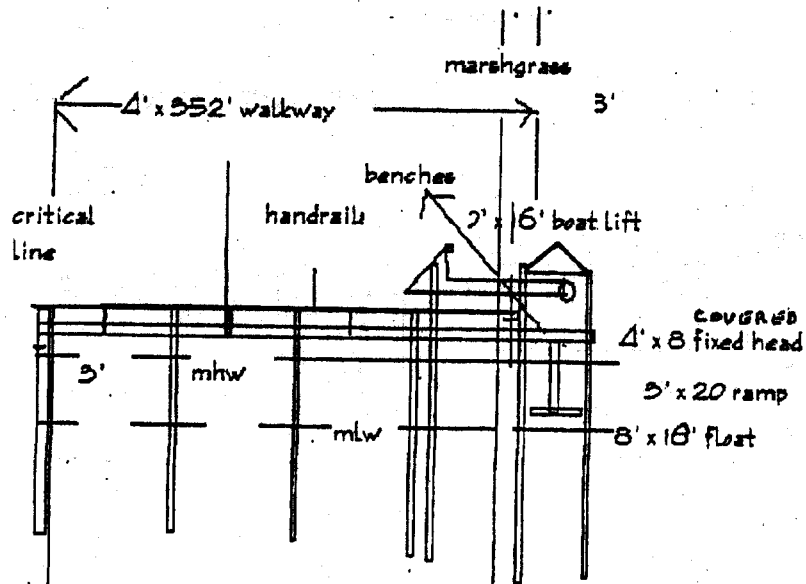 marshgrass
4' x 352' walkway
3'
benches
critical
line
handrails
16' boat lift
COVERED
4' x 8 fixed head
3'
mhw
3' x 20 ramp
mlw
8' x 18' float